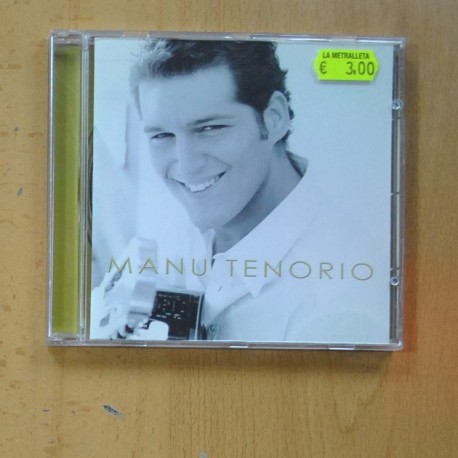 LA METRALLETA
€ 3,00
MANU TENORIO